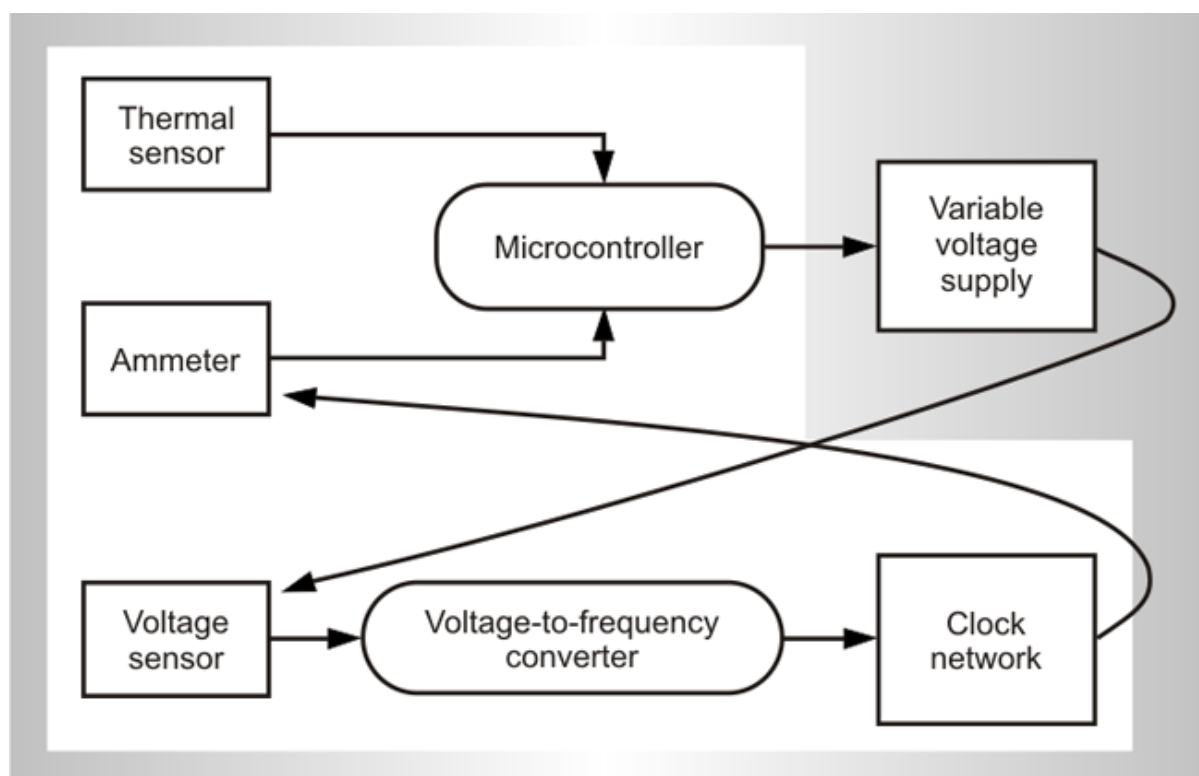 Thermal
sensor
Microcontroller
Variable
voltage
supply
Ammeter
Voltage
sensor
Voltage-to-frequency
converter
Clock
network